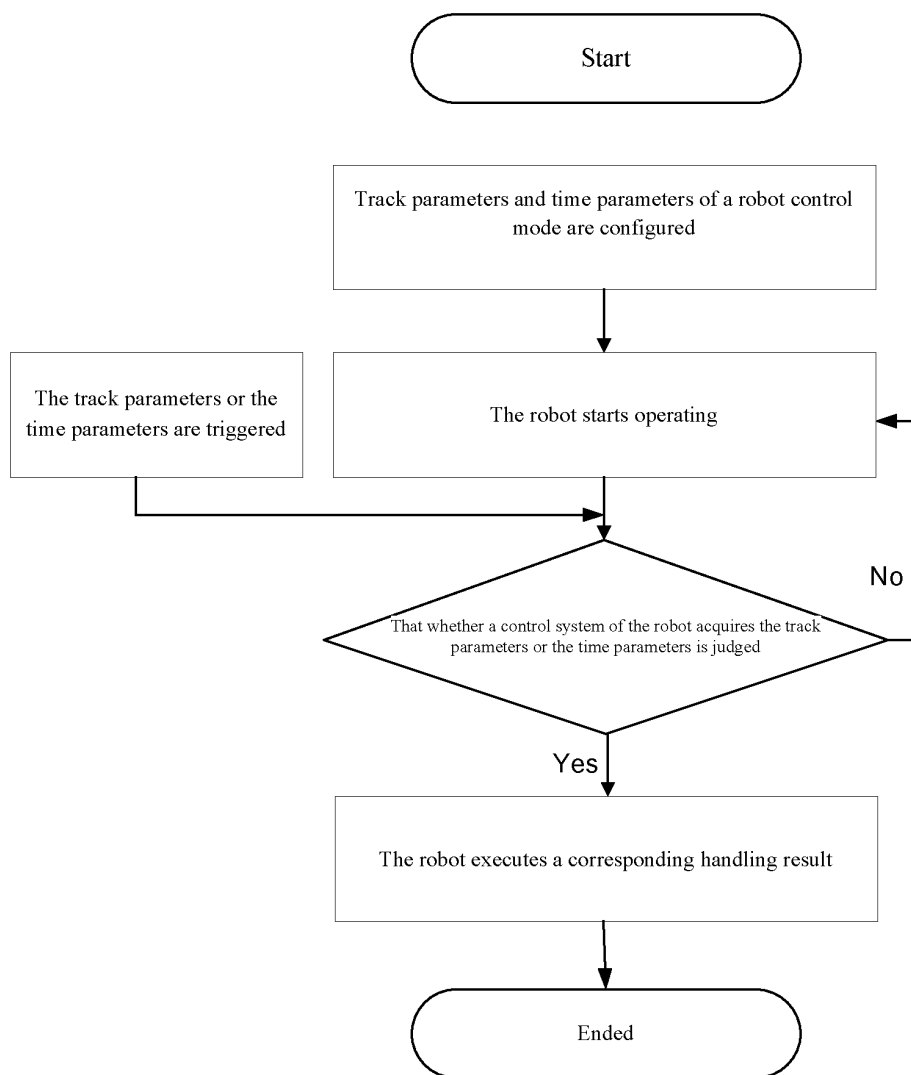 Start
Track parameters and time parameters of a robot control
mode are configured
The track parameters or the
time parameters are triggered
The robot starts operating
No
That whether a control system of the robot acquires the track
parameters or the time parameters is judged
Yes
The robot executes a corresponding handling result
Ended